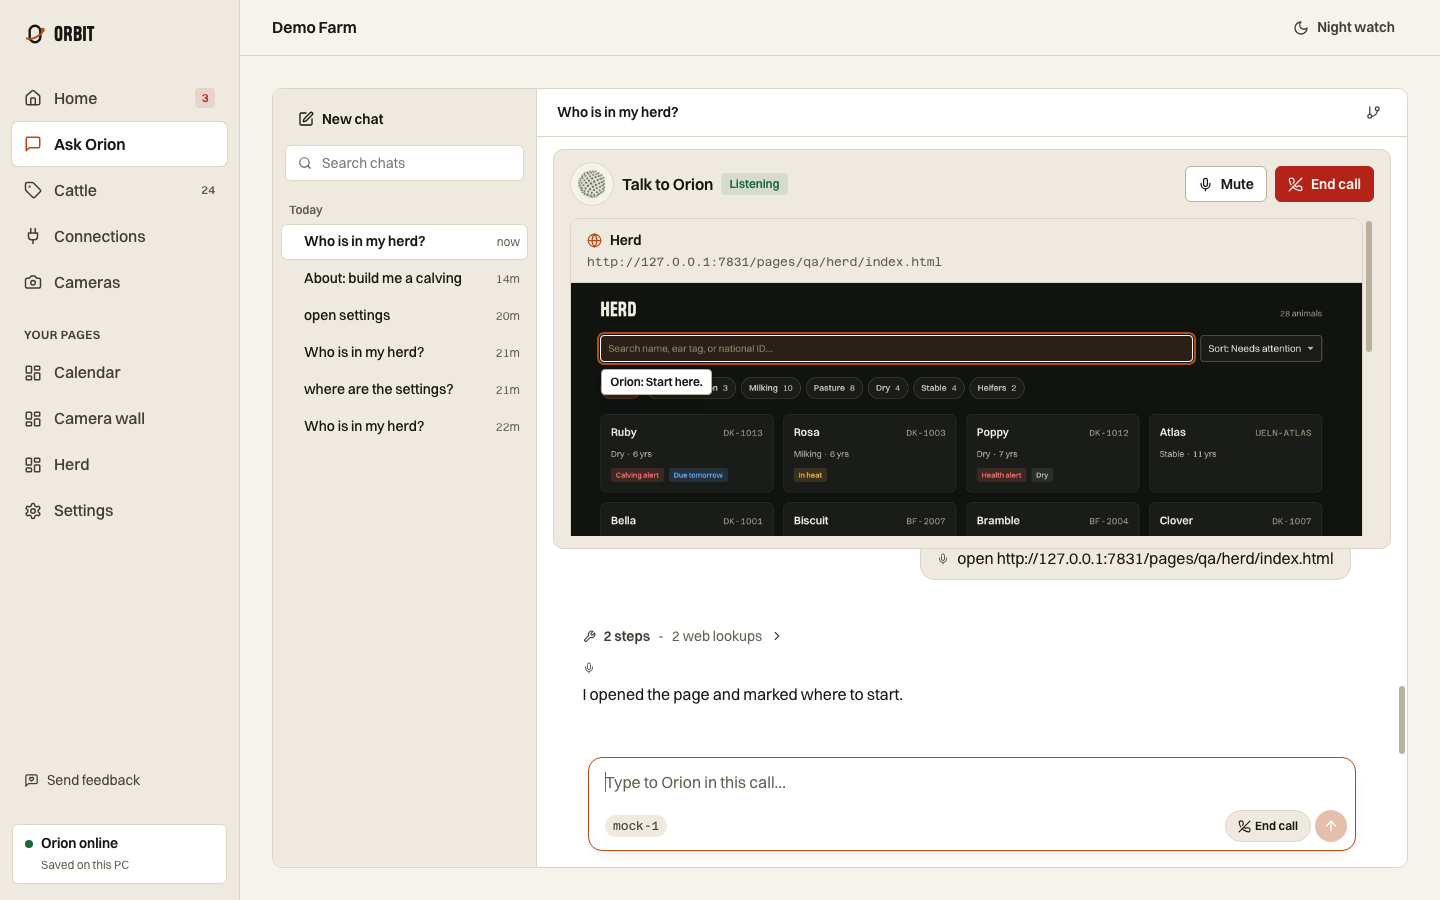 ORBIT
Home 3
Ask Orion
Cattle 24
Connections
Cameras
YOUR PAGES
Calendar
Camera wall
Herd
Settings
Send feedback
Orion online
Saved on this PC
Demo Farm
Night watch
New chat
Search chats
Today
Who is in my herd? now
About: build me a calving 14m
open settings 20m
Who is in my herd? 21m
where are the settings? 21m
Who is in my herd? 22m
Who is in my herd?
Talk to Orion Listening
Mute
End call
Herd
http://127.0.0.1:7831/pages/qa/herd/index.html
HERD
28 animals
Search name, ear tag, or national ID...
Sort: Needs attention
Orion: Start here.
3
Milking 10
Pasture 8
Dry 4
Stable 4
Heifers 2
Ruby DK-1013
Dry · 6 yrs
Calving alert Due tomorrow
Rosa DK-1003
Milking · 6 yrs
In heat
Poppy DK-1012
Dry · 7 yrs
Health alert Dry
Atlas UELN-ATLAS
Stable · 11 yrs
Bella DK-1001
Biscuit BF-2007
Bramble BF-2004
Clover DK-1007
open http://127.0.0.1:7831/pages/qa/herd/index.html
2 steps - 2 web lookups
I opened the page and marked where to start.
Type to Orion in this call...
mock-1
End call